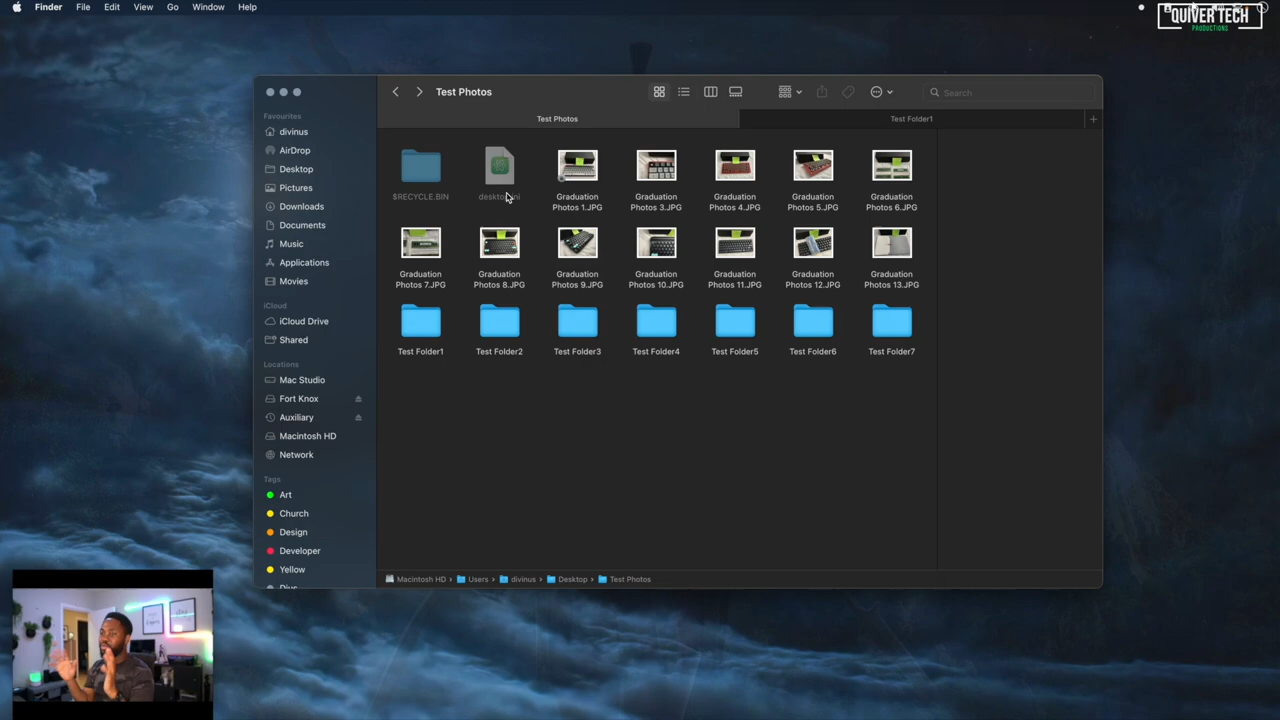 Finder File Edit View Go Window Help
QUIVER TECH
PRODUCTIONS
Test Photos
Search
Test Photos
Test Folder1
Favourites
divinus
AirDrop
Desktop
Pictures
Downloads
Documents
Music
Applications
Movies
iCloud
iCloud Drive
Shared
Locations
Mac Studio
Fort Knox
Auxiliary
Macintosh HD
Network
Tags
Art
Church
Design
Developer
Yellow
$RECYCLE.BIN
Graduation
Photos 1.JPG
Graduation
Photos 3.JPG
Graduation
Photos 4.JPG
Graduation
Photos 5.JPG
Graduation
Photos 6.JPG
Graduation
Photos 7.JPG
Graduation
Photos 8.JPG
Graduation
Photos 9.JPG
Graduation
Photos 10.JPG
Graduation
Photos 11.JPG
Graduation
Photos 12.JPG
Graduation
Photos 13.JPG
Test Folder1
Test Folder2
Test Folder3
Test Folder4
Test Folder5
Test Folder6
Test Folder7
Macintosh HD › Users › divinus › Desktop › Test Photos